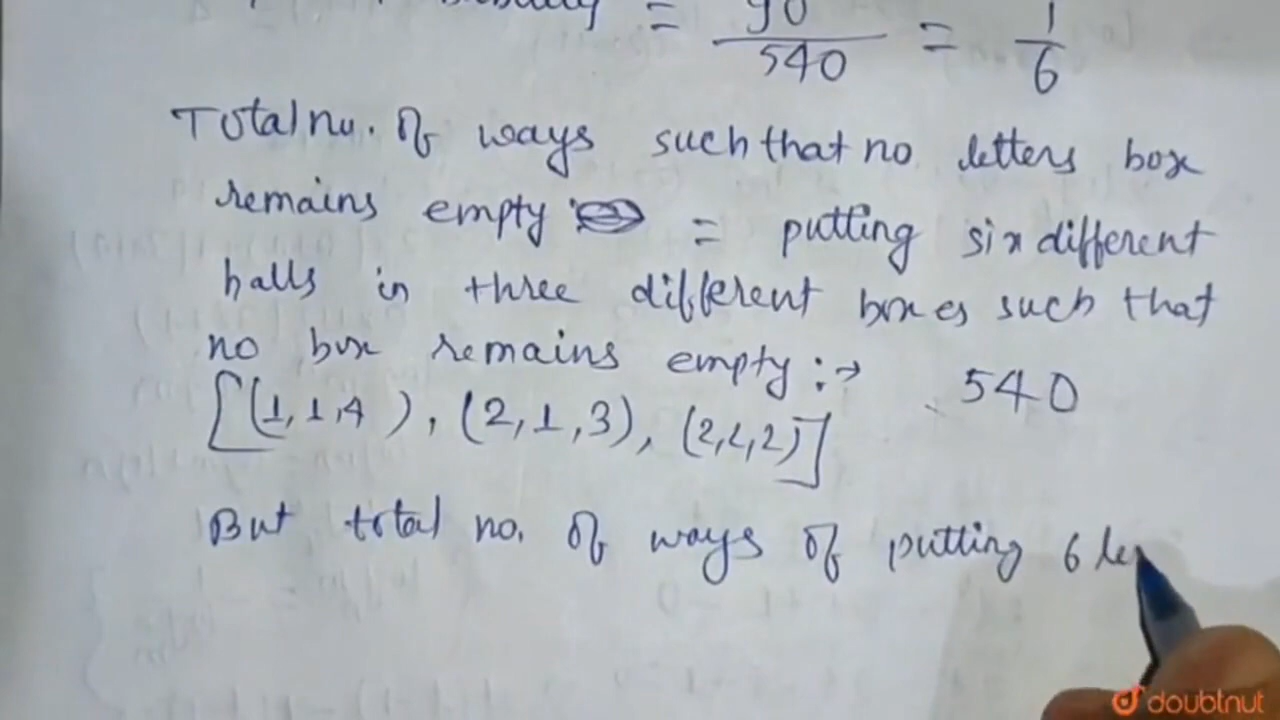 = 90/540 = 1/6
Total nu. of ways such that no letters box
remains empty = putting six different
balls in three different boxes such that
no box remains empty :→ 540
[(1,1,4), (2,1,3), (2,2,2)]
But total no. of ways of putting 6 le
doubtnut